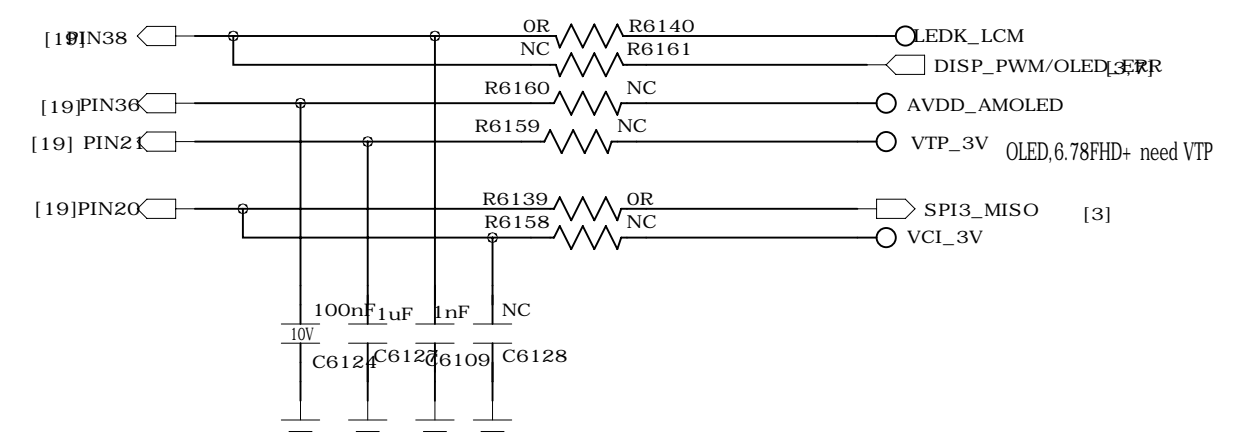 0R R6140
[19]PIN38 LEDK_LCM
NC R6161
DISP_PWM/OLED_ERR [3,7]
R6160 NC
[19]PIN36 AVDD_AMOLED
R6159 NC
[19] PIN21 VTP_3V OLED,6.78FHD+ need VTP
R6139 0R
[19]PIN20 SPI3_MISO [3]
R6158 NC
VCI_3V
100nF 1uF 1nF NC
10V
C6124 C6127 C6109 C6128